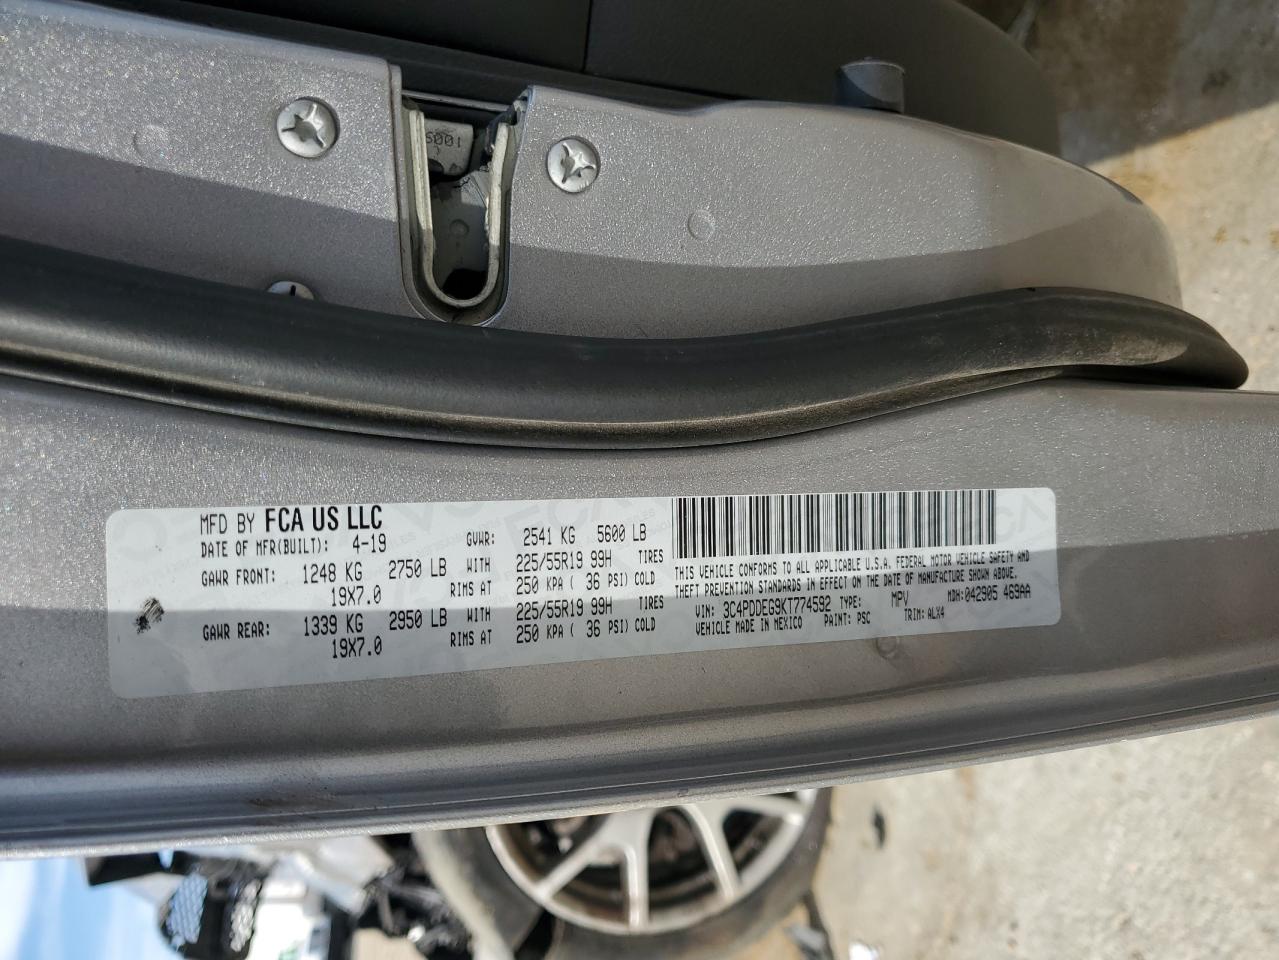 MFD BY FCA US LLC
DATE OF MFR(BUILT): 4-19 GVWR: 2541 KG 5600 LB
GAWR FRONT: 1248 KG 2750 LB WITH 225/55R19 99H TIRES
19X7.0 RIMS AT 250 KPA ( 36 PSI) COLD
GAWR REAR: 1339 KG 2950 LB WITH 225/55R19 99H TIRES
19X7.0 RIMS AT 250 KPA ( 36 PSI) COLD
THIS VEHICLE CONFORMS TO ALL APPLICABLE U.S.A. FEDERAL MOTOR VEHICLE SAFETY AND
THEFT PREVENTION STANDARDS IN EFFECT ON THE DATE OF MANUFACTURE SHOWN ABOVE.
VIN: 3C4PDDEG9KT774592 TYPE: MPV MDH:042905 469AA
VEHICLE MADE IN MEXICO PAINT: PSC TRIM: ALX4